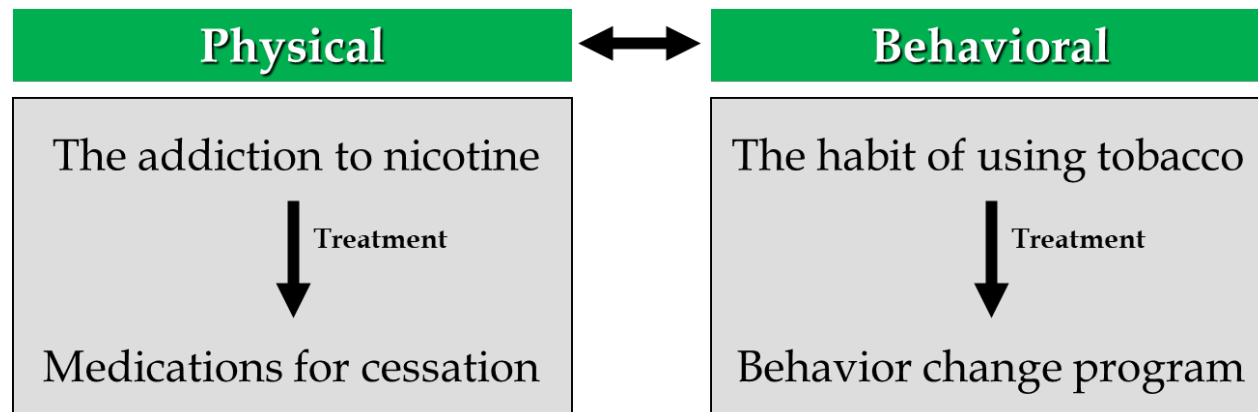 Physical
Behavioral
The addiction to nicotine
Treatment
Medications for cessation
The habit of using tobacco
Treatment
Behavior change program